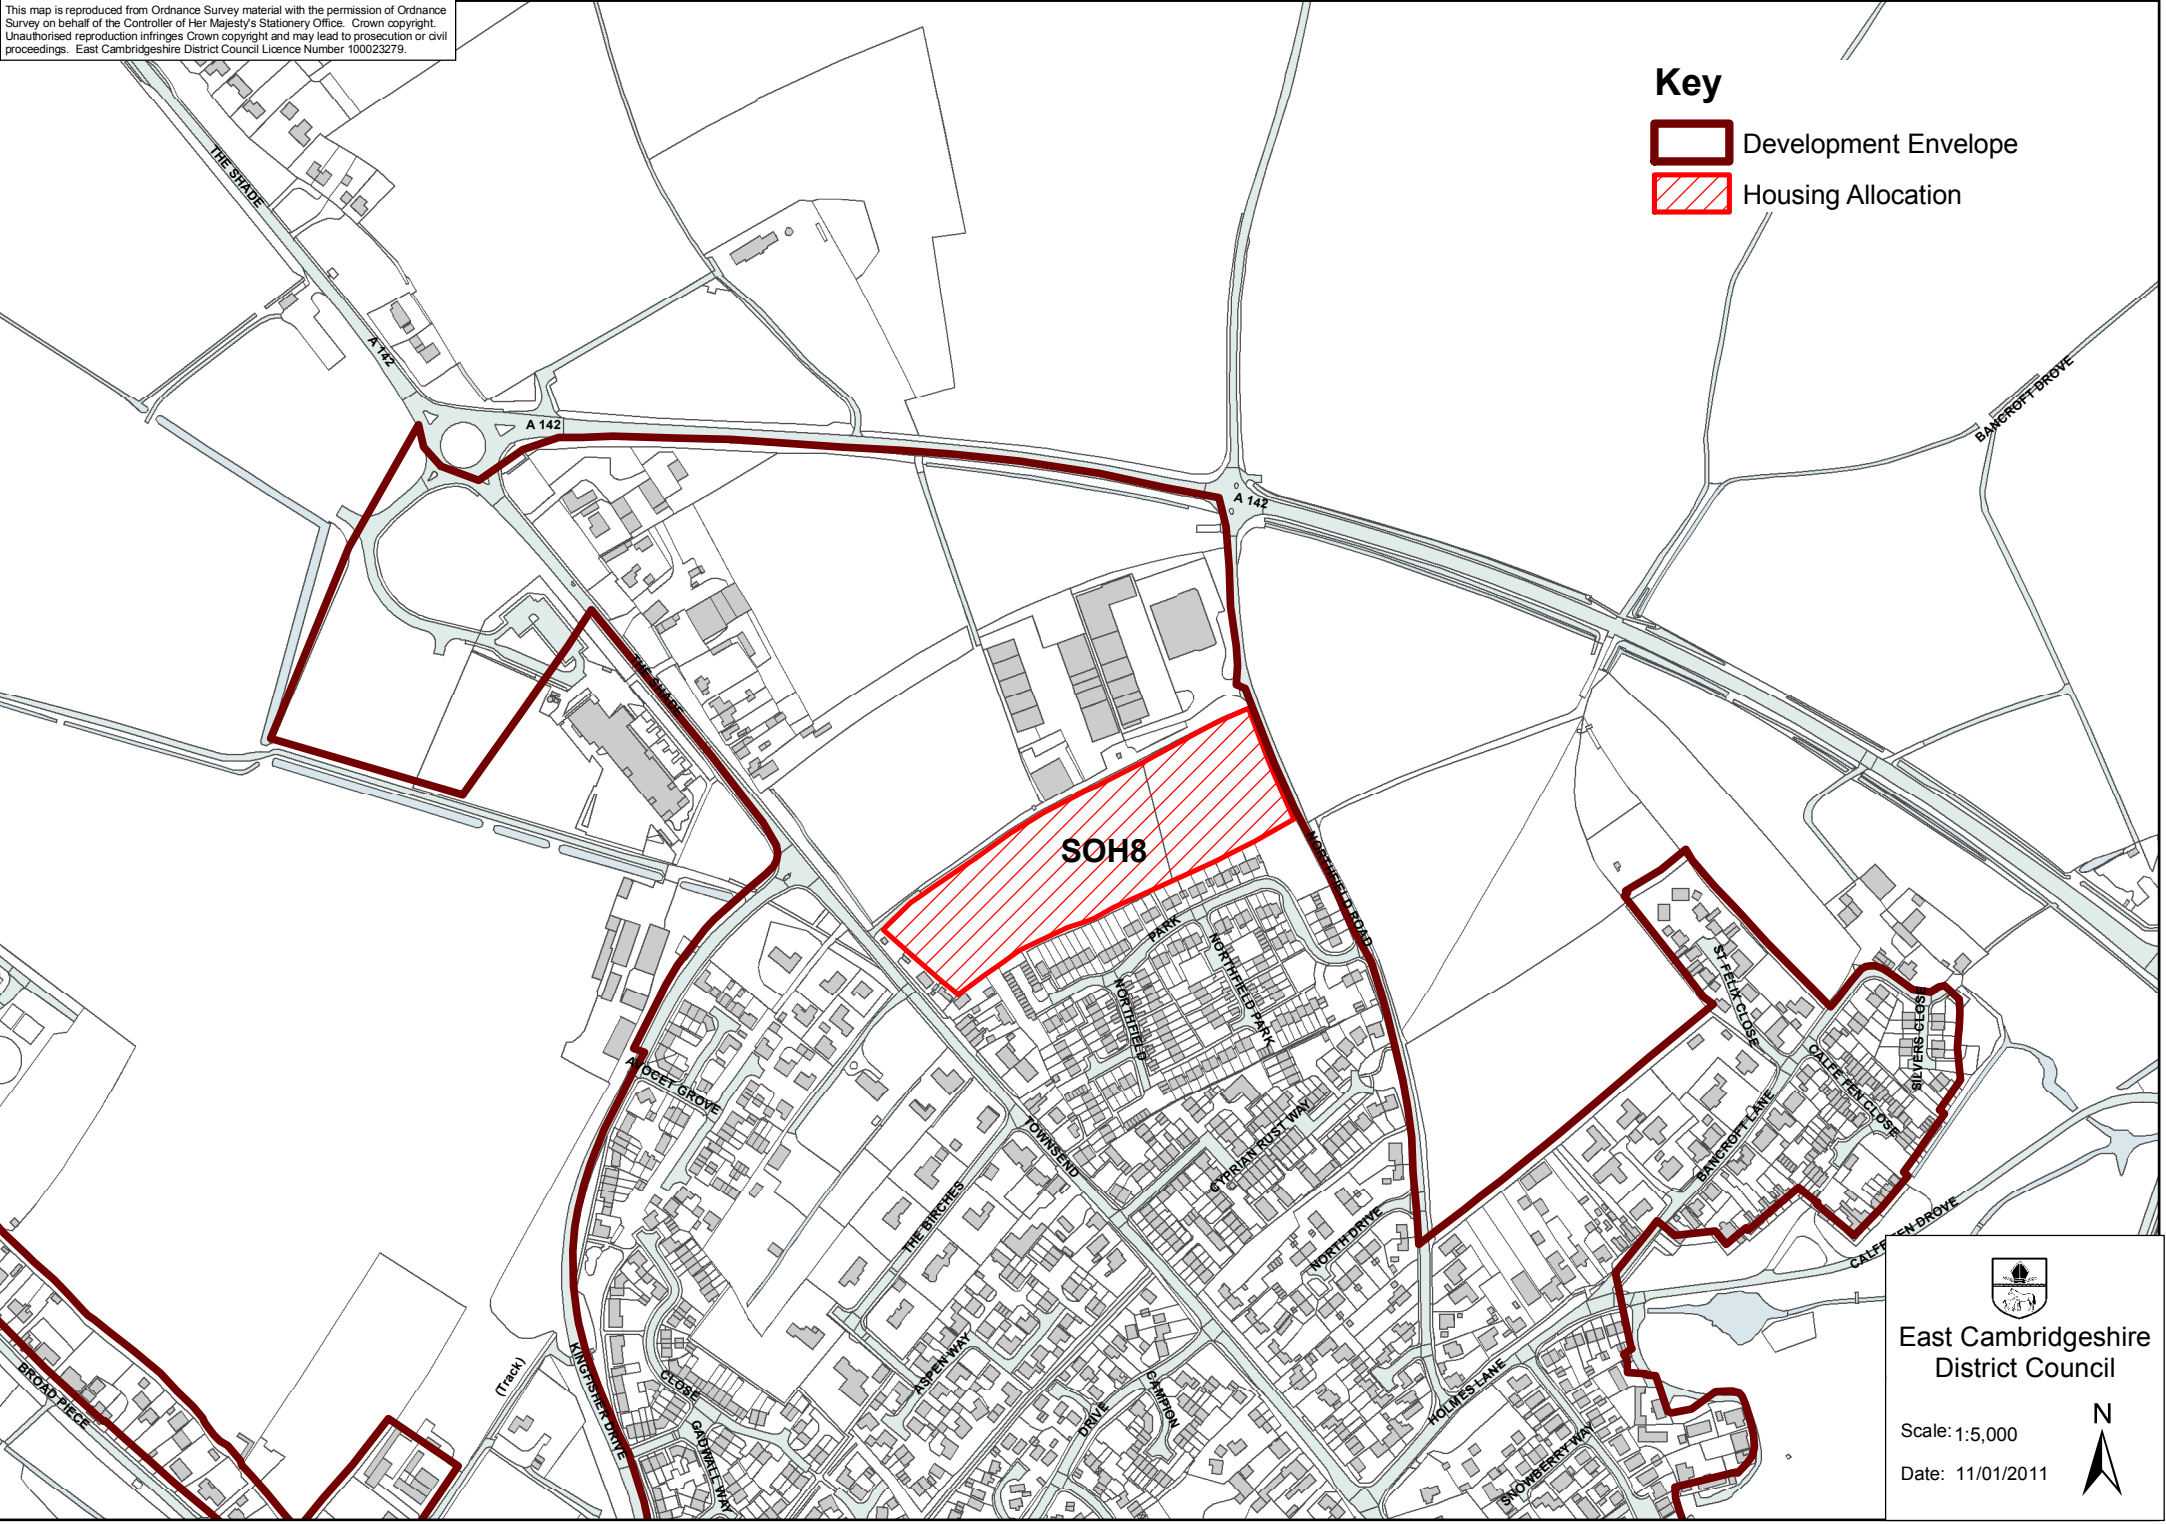 This map is reproduced from Ordnance Survey material with the permission of Ordnance
Survey on behalf of the Controller of Her Majesty's Stationery Office. Crown copyright.
Unauthorised reproduction infringes Crown copyright and may lead to prosecution or civil
proceedings. East Cambridgeshire District Council Licence Number 100023279.
Key
Development Envelope
Housing Allocation
THE SHADE
A 142
A 142
A 142
BANCROFT DROVE
THE SHADE
SOH8
NORTHFIELD ROAD
PARK
NORTHFIELD PARK
NORTHFIELD
ST FELIX CLOSE
SILVERS CLOSE
CALFE FEN CLOSE
BANCROFT LANE
AVOCET GROVE
TOWNSEND
CYPRIAN RUST WAY
THE BIRCHES
NORTH DRIVE
CALFE FEN DROVE
BROAD PIECE
(Track)
KINGFISHER DRIVE
CLOSE
GADWALL WAY
ASPEN WAY
DRIVE
CAMPION
HOLMES LANE
SNOWBERRY WAY
East Cambridgeshire
District Council
N
Scale: 1:5,000
Date: 11/01/2011